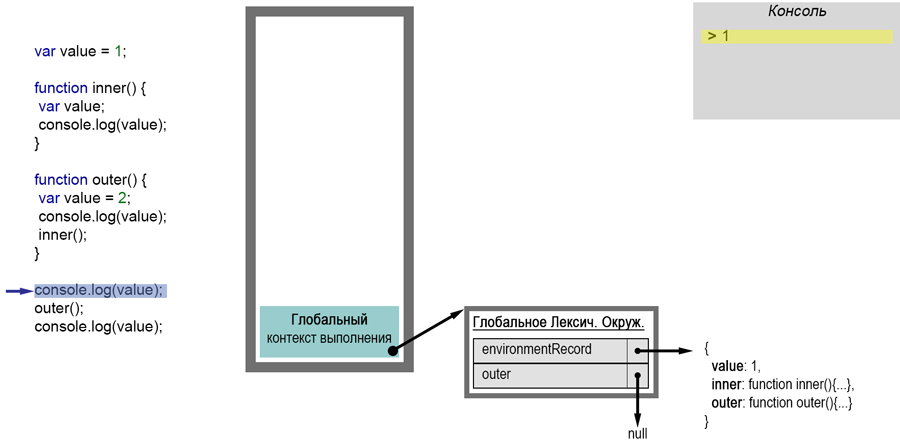 var value = 1;
function inner() {
var value;
console.log(value);
}
function outer() {
var value = 2;
console.log(value);
inner();
}
console.log(value);
outer();
console.log(value);
Глобальный
контекст выполнения
Глобальное Лексич. Окруж.
environmentRecord
outer
null
{
value: 1,
inner: function inner(){...},
outer: function outer(){...}
}
Консоль
> 1